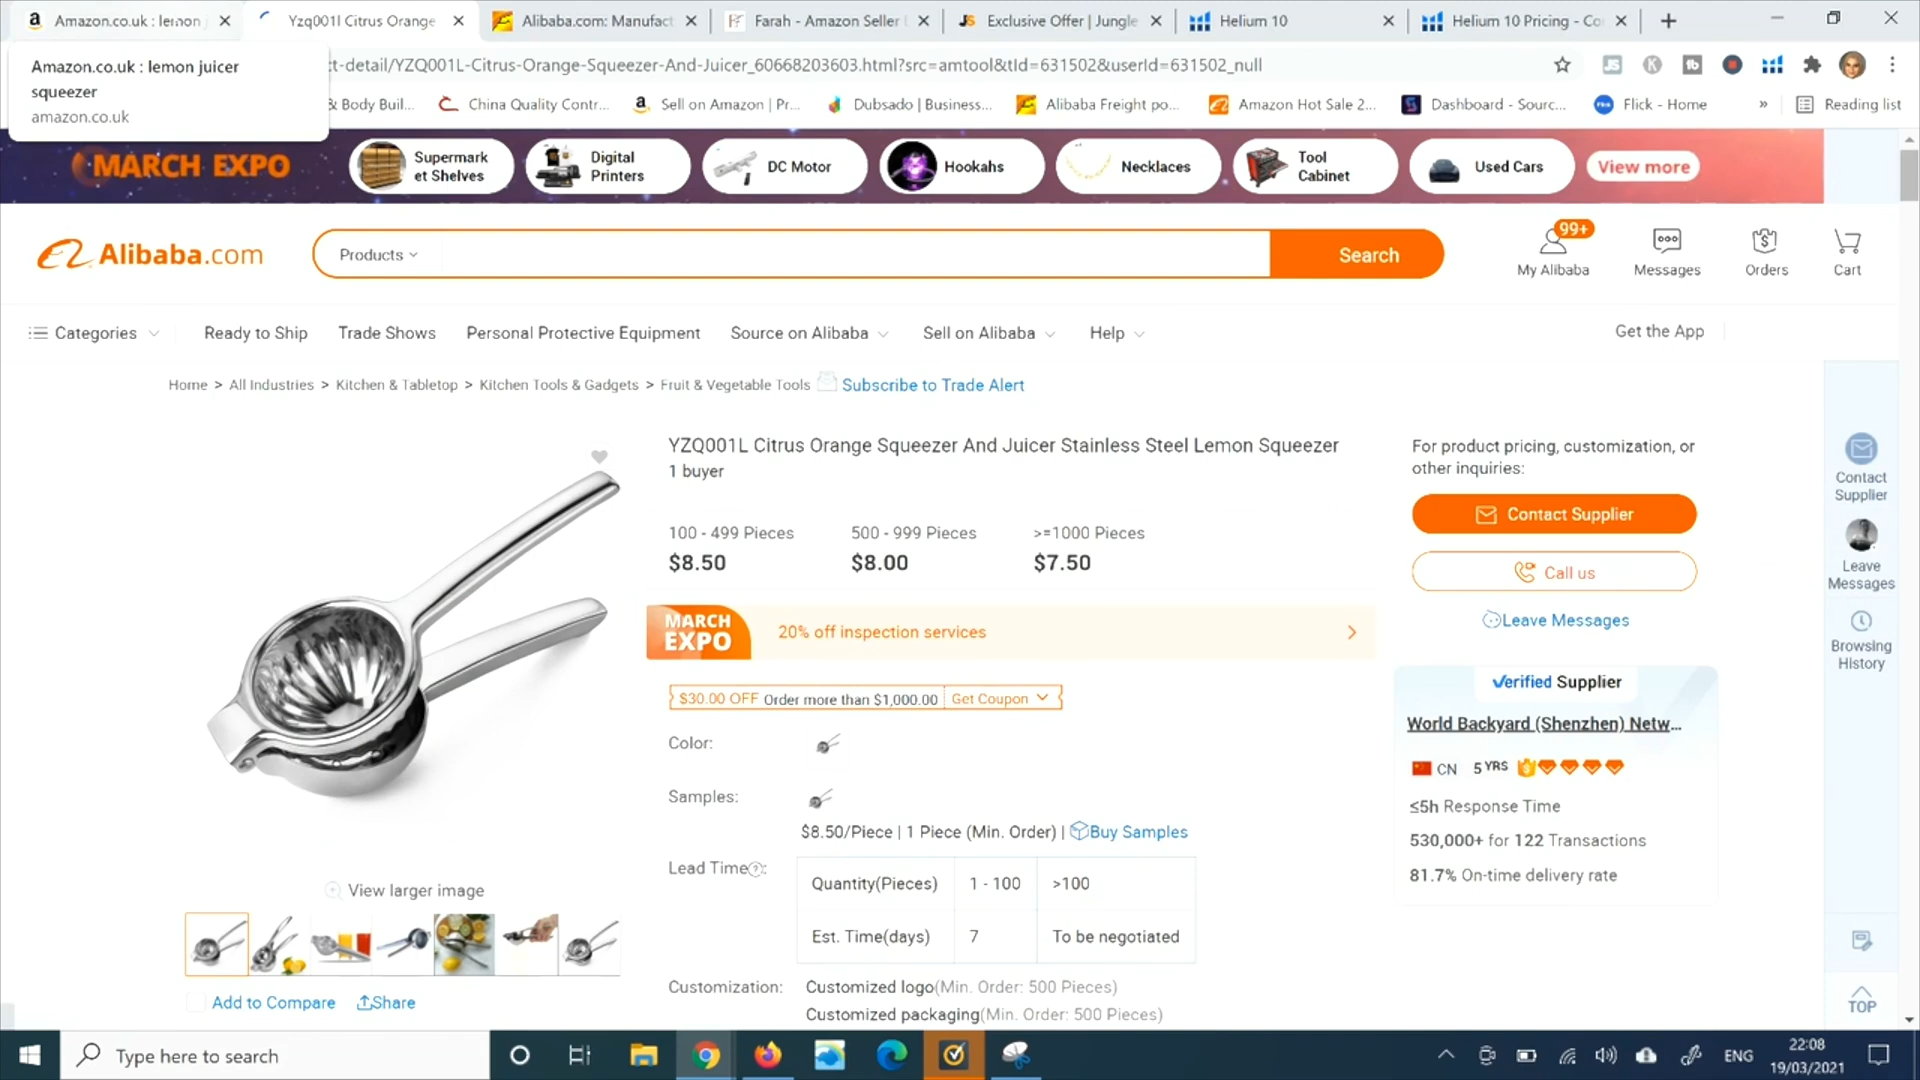 Amazon.co.uk : lemon j
Yzq001l Citrus Orange
Alibaba.com: Manufact
Farah - Amazon Seller
Exclusive Offer | Jungle
Helium 10
Helium 10 Pricing - Co
Amazon.co.uk : lemon juicer
squeezer
amazon.co.uk
t-detail/YZQ001L-Citrus-Orange-Squeezer-And-Juicer_60668203603.html?src=amtool&tId=631502&userId=631502_null
& Body Buil...
China Quality Contr...
Sell on Amazon | Pr...
Dubsado | Business...
Alibaba Freight po...
Amazon Hot Sale 2...
Dashboard - Sourc...
Flick - Home
»
Reading list
MARCH EXPO
Supermark
et Shelves
Digital
Printers
DC Motor
Hookahs
Necklaces
Tool
Cabinet
Used Cars
View more
Alibaba.com
Products
Search
99+
My Alibaba
Messages
Orders
Cart
Categories
Ready to Ship
Trade Shows
Personal Protective Equipment
Source on Alibaba
Sell on Alibaba
Help
Get the App
Home > All Industries > Kitchen & Tabletop > Kitchen Tools & Gadgets > Fruit & Vegetable Tools
Subscribe to Trade Alert
YZQ001L Citrus Orange Squeezer And Juicer Stainless Steel Lemon Squeezer
1 buyer
100 - 499 Pieces
$8.50
500 - 999 Pieces
$8.00
>=1000 Pieces
$7.50
MARCH
EXPO
20% off inspection services
$30.00 OFF Order more than $1,000.00 Get Coupon
Color:
Samples:
$8.50/Piece | 1 Piece (Min. Order) | Buy Samples
Lead Time:
Quantity(Pieces) 1 - 100 >100
Est. Time(days) 7 To be negotiated
Customization: Customized logo(Min. Order: 500 Pieces)
Customized packaging(Min. Order: 500 Pieces)
View larger image
Add to Compare
Share
For product pricing, customization, or
other inquiries:
Contact Supplier
Call us
Leave Messages
Verified Supplier
World Backyard (Shenzhen) Netw...
CN 5 YRS
≤5h Response Time
530,000+ for 122 Transactions
81.7% On-time delivery rate
Contact
Supplier
Leave
Messages
Browsing
History
TOP
Type here to search
ENG
22:08
19/03/2021